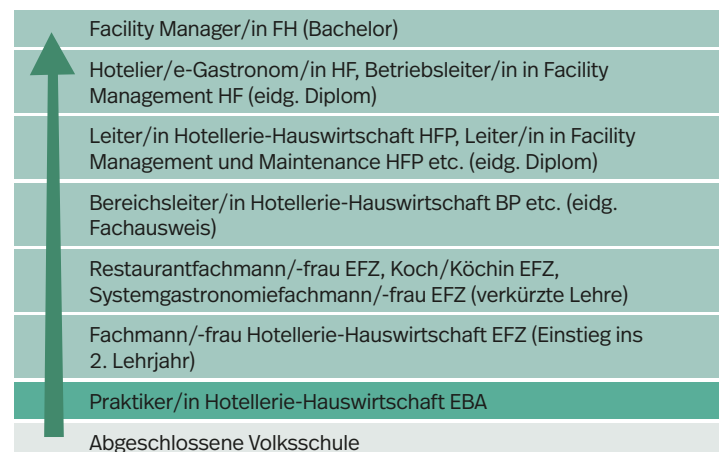 Facility Manager/in FH (Bachelor)
Hotelier/e-Gastronom/in HF, Betriebsleiter/in in Facility
Management HF (eidg. Diplom)
Leiter/in Hotellerie-Hauswirtschaft HFP, Leiter/in in Facility
Management und Maintenance HFP etc. (eidg. Diplom)
Bereichsleiter/in Hotellerie-Hauswirtschaft BP etc. (eidg.
Fachausweis)
Restaurantfachmann/-frau EFZ, Koch/Köchin EFZ,
Systemgastronomiefachmann/-frau EFZ (verkürzte Lehre)
Fachmann/-frau Hotellerie-Hauswirtschaft EFZ (Einstieg ins
2. Lehrjahr)
Praktiker/in Hotellerie-Hauswirtschaft EBA
Abgeschlossene Volksschule